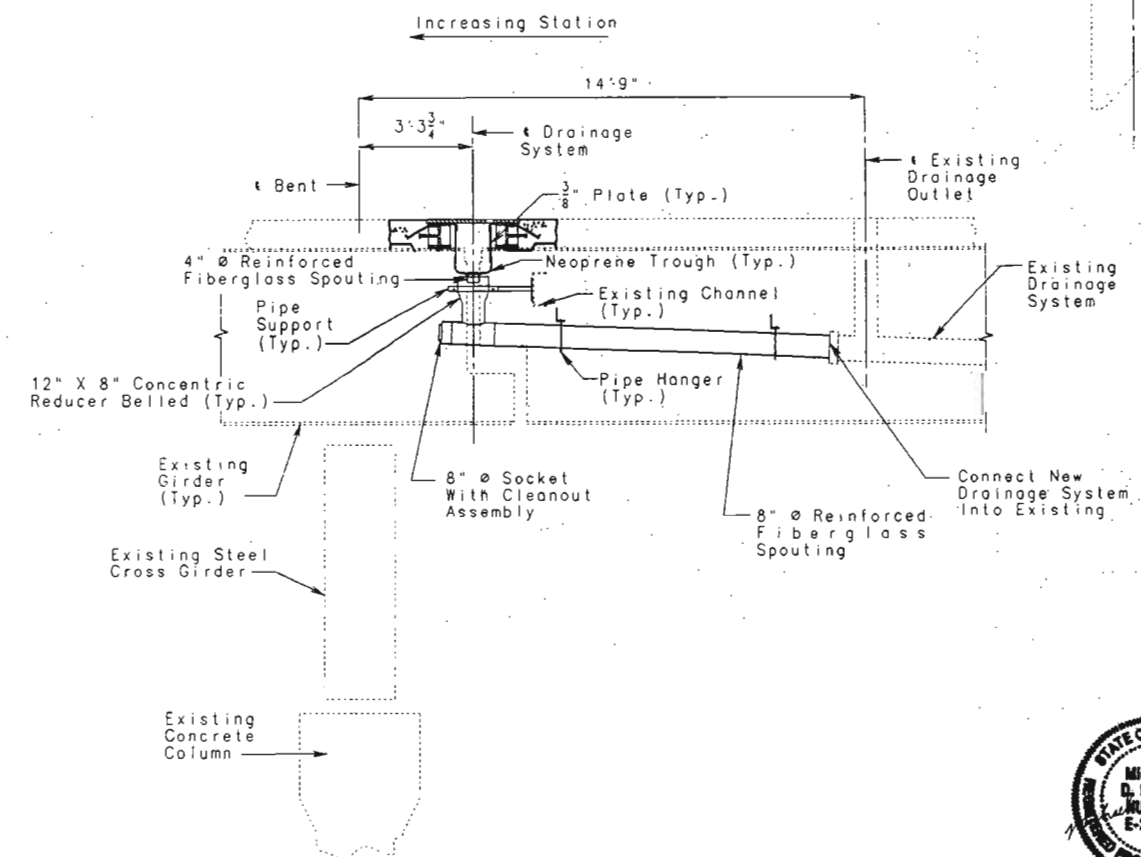 Increasing Station
14'-9"
3'-3 3/4"
℄ Drainage
System
℄ Existing
Drainage
Outlet
℄ Bent
3/8" Plate (Typ.)
4" Ø Reinforced
Fiberglass Spouting
Neoprene Trough (Typ.)
Existing
Drainage
System
Pipe
Support
(Typ.)
Existing Channel
(Typ.)
12" X 8" Concentric
Reducer Belled (Typ.)
Pipe Hanger
(Typ.)
Existing
Girder
(Typ.)
8" Ø Socket
With Cleanout
Assembly
Connect New
Drainage System
Into Existing
8" Ø Reinforced
Fiberglass
Spouting
Existing Steel
Cross Girder
Existing
Concrete
Column
STATE